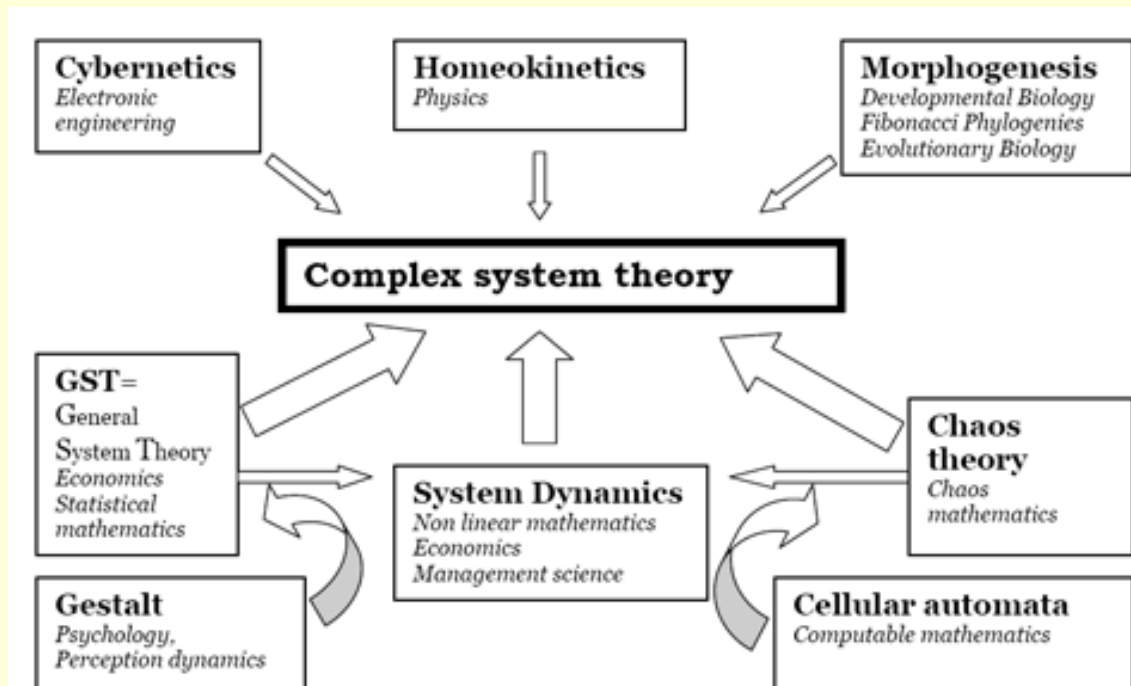 Cybernetics
Electronic
engineering
Homeokinetics
Physics
Morphogenesis
Developmental Biology
Fibonacci Phylogenies
Evolutionary Biology
Complex system theory
GST=
General
System Theory
Economics
Statistical
mathematics
System Dynamics
Non linear mathematics
Economics
Management science
Chaos
theory
Chaos
mathematics
Gestalt
Psychology,
Perception dynamics
Cellular automata
Computable mathematics